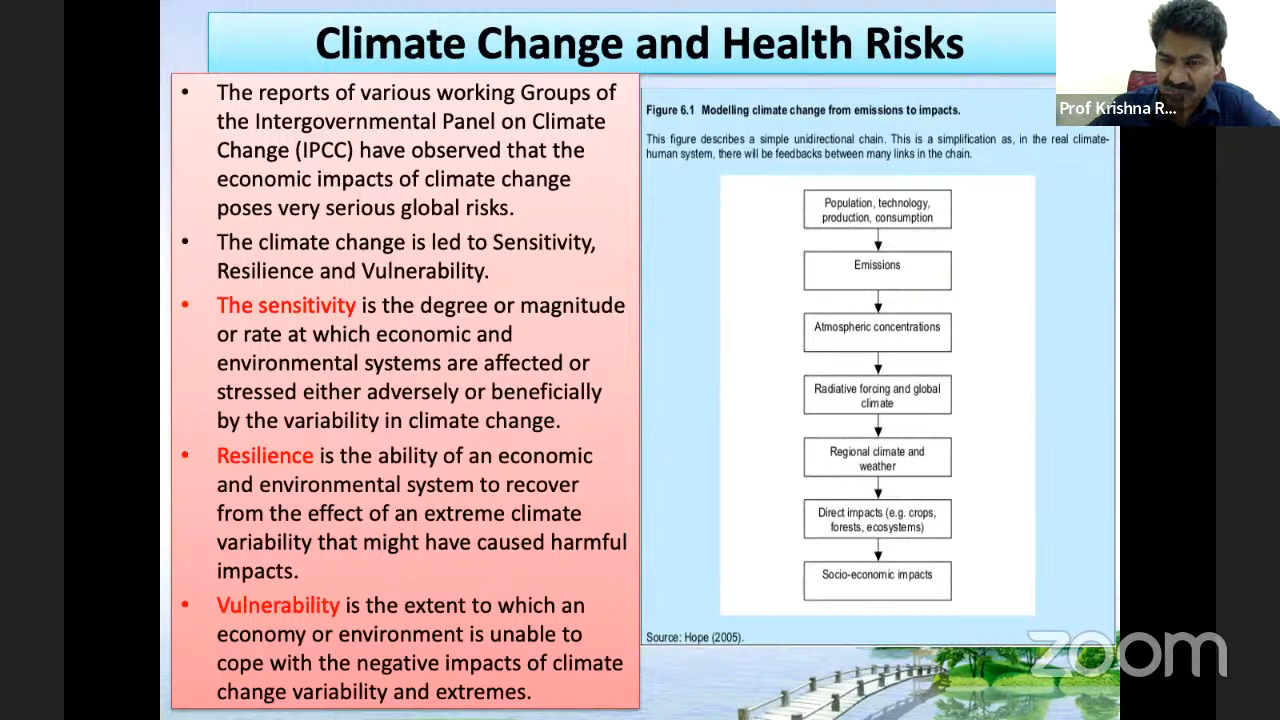 Climate Change and Health Risks
• The reports of various working Groups of
the Intergovernmental Panel on Climate
Change (IPCC) have observed that the
economic impacts of climate change
poses very serious global risks.
• The climate change is led to Sensitivity,
Resilience and Vulnerability.
• The sensitivity is the degree or magnitude
or rate at which economic and
environmental systems are affected or
stressed either adversely or beneficially
by the variability in climate change.
• Resilience is the ability of an economic
and environmental system to recover
from the effect of an extreme climate
variability that might have caused harmful
impacts.
• Vulnerability is the extent to which an
economy or environment is unable to
cope with the negative impacts of climate
change variability and extremes.
Figure 6.1 Modelling climate change from emissions to impacts.
This figure describes a simple unidirectional chain. This is a simplification as, in the real climate-
human system, there will be feedbacks between many links in the chain.
Population, technology,
production, consumption
Emissions
Atmospheric concentrations
Radiative forcing and global
climate
Regional climate and
weather
Direct impacts (e.g. crops,
forests, ecosystems)
Socio-economic impacts
Source: Hope (2005).
Prof Krishna R...
zoom